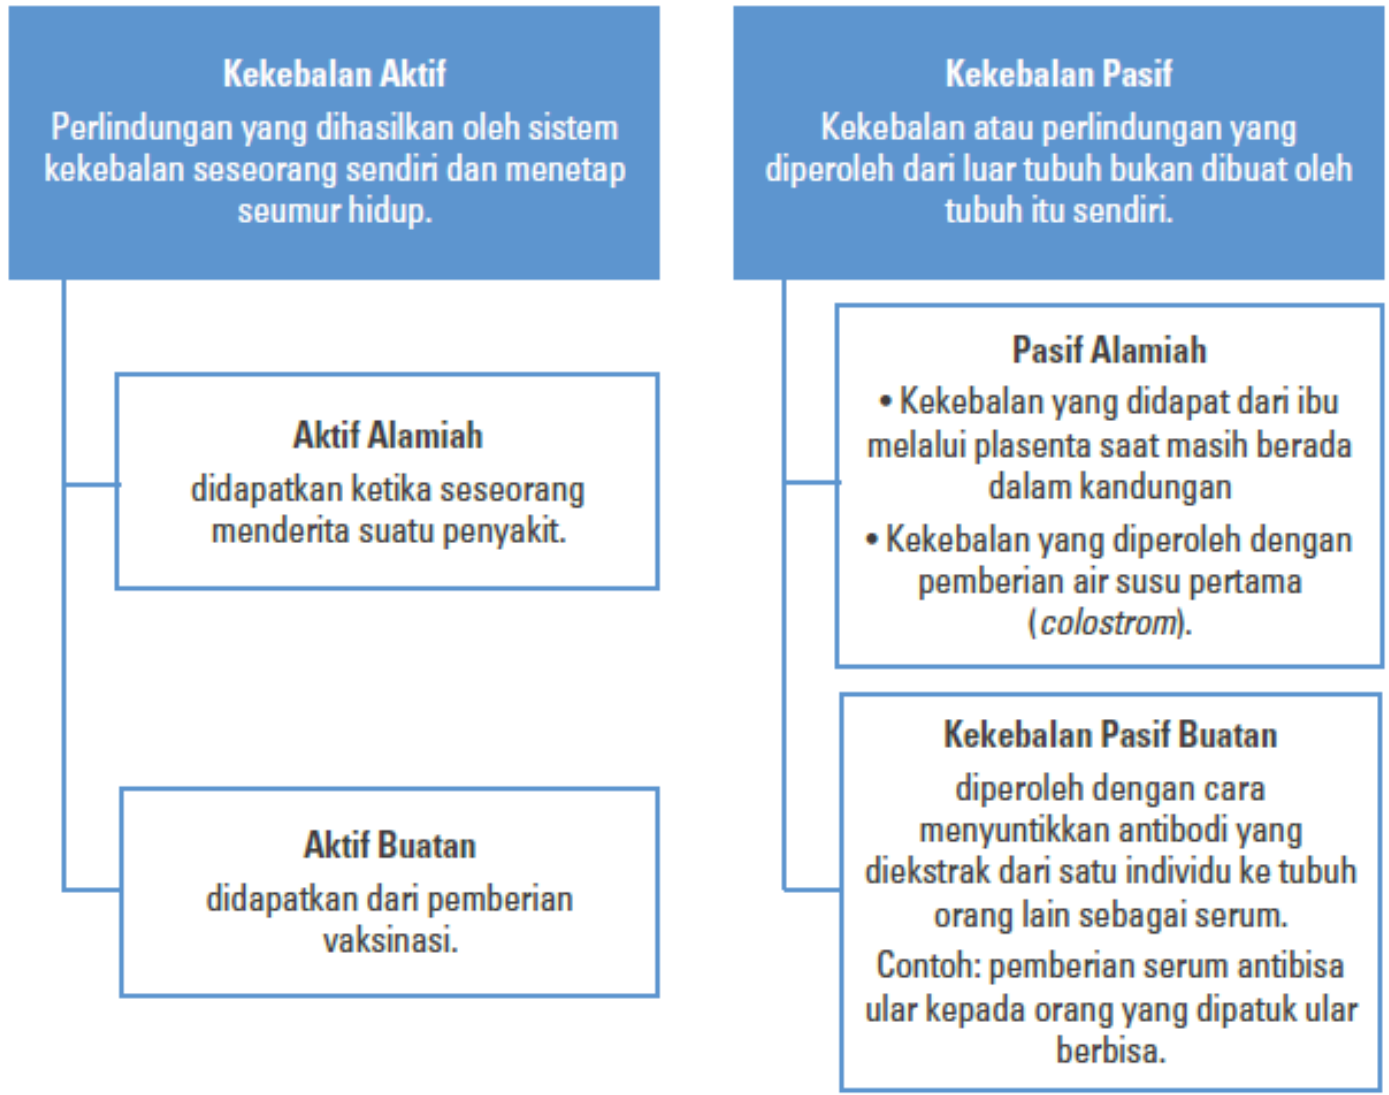 Kekebalan Aktif
Perlindungan yang dihasilkan oleh sistem
kekebalan seseorang sendiri dan menetap
seumur hidup.
Aktif Alamiah
didapatkan ketika seseorang
menderita suatu penyakit.
Aktif Buatan
didapatkan dari pemberian
vaksinasi.
Kekebalan Pasif
Kekebalan atau perlindungan yang
diperoleh dari luar tubuh bukan dibuat oleh
tubuh itu sendiri.
Pasif Alamiah
• Kekebalan yang didapat dari ibu
melalui plasenta saat masih berada
dalam kandungan
• Kekebalan yang diperoleh dengan
pemberian air susu pertama
(colostrom).
Kekebalan Pasif Buatan
diperoleh dengan cara
menyuntikkan antibodi yang
diekstrak dari satu individu ke tubuh
orang lain sebagai serum.
Contoh: pemberian serum antibisa
ular kepada orang yang dipatuk ular
berbisa.